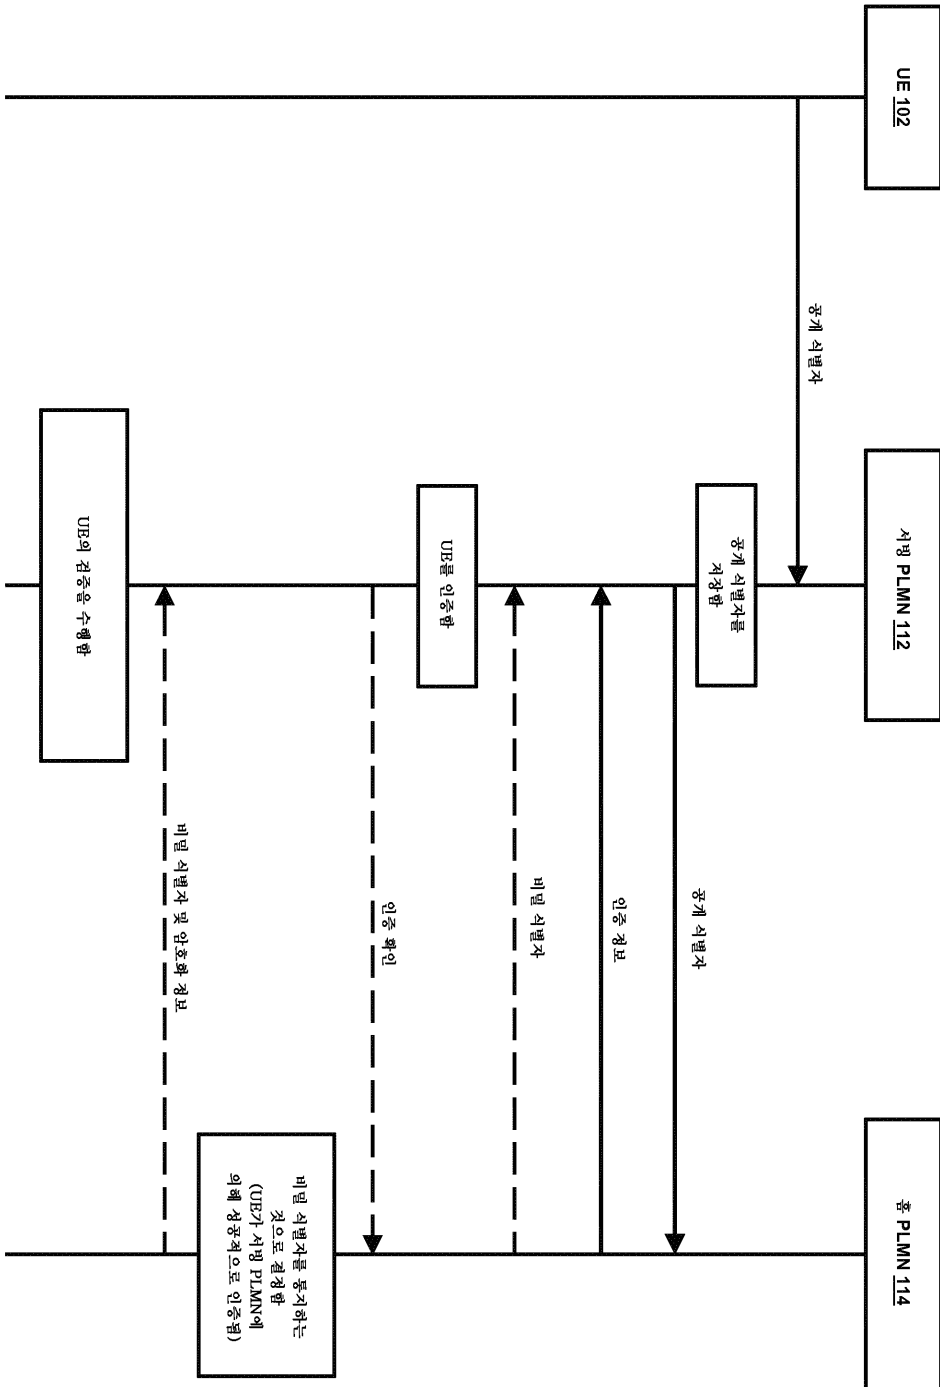 UE 102
서빙 PLMN 112
홈 PLMN 114
공개 식별자
공개 식별자를
저장함
공개 식별자
인증 정보
비밀 식별자
UE를 인증함
인증 확인
비밀 식별자를 통지하는
것으로 결정함
(UE가 서빙 PLMN에
의해 성공적으로 인증됨)
비밀 식별자 및 암호화 정보
UE의 검증을 수행함